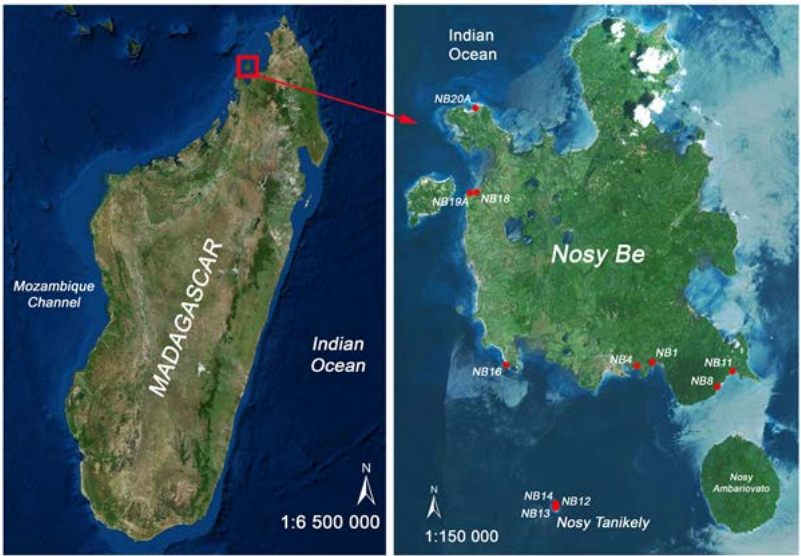 Mozambique
Channel
MADAGASCAR
Indian
Ocean
N
1:6 500 000
Indian
Ocean
NB20A
NB19A
NB18
Nosy Be
NB16
NB4
NB1
NB11
NB8
Nosy
Ambariovato
NB14
NB12
NB13
Nosy Tanikely
N
1:150 000